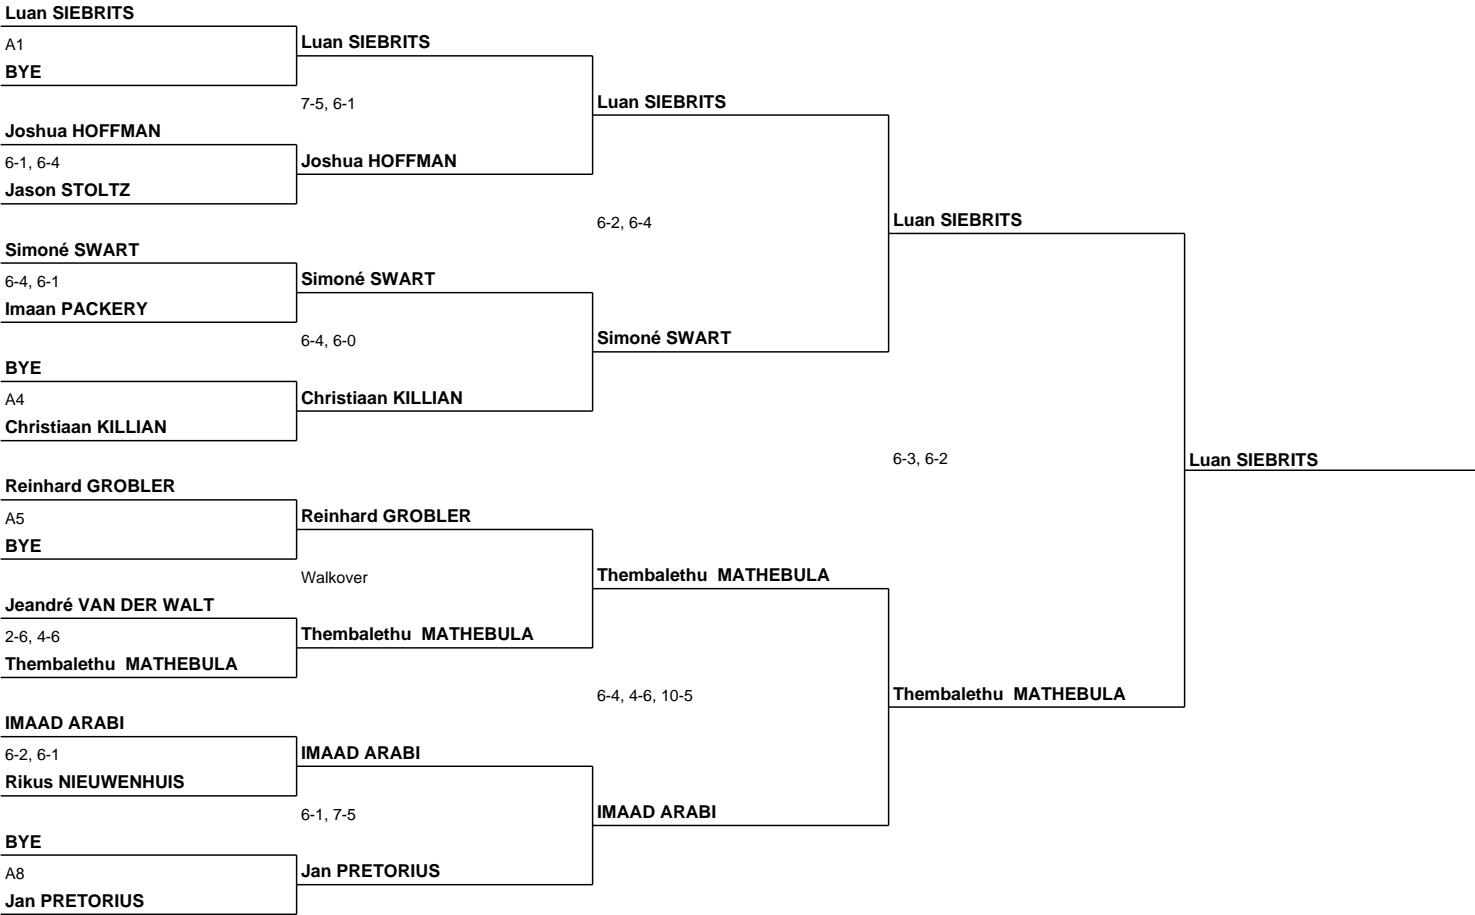 Luan SIEBRITS
A1
BYE
Joshua HOFFMAN
6-1, 6-4
Jason STOLTZ
Simoné SWART
6-4, 6-1
Imaan PACKERY
BYE
A4
Christiaan KILLIAN
Reinhard GROBLER
A5
BYE
Jeandré VAN DER WALT
2-6, 4-6
Thembalethu MATHEBULA
IMAAD ARABI
6-2, 6-1
Rikus NIEUWENHUIS
BYE
A8
Jan PRETORIUS
Luan SIEBRITS
7-5, 6-1
Joshua HOFFMAN
Simoné SWART
6-4, 6-0
Christiaan KILLIAN
Reinhard GROBLER
Walkover
Thembalethu MATHEBULA
IMAAD ARABI
6-1, 7-5
Jan PRETORIUS
Luan SIEBRITS
6-2, 6-4
Simoné SWART
Thembalethu MATHEBULA
6-4, 4-6, 10-5
IMAAD ARABI
Luan SIEBRITS
6-3, 6-2
Thembalethu MATHEBULA
Luan SIEBRITS